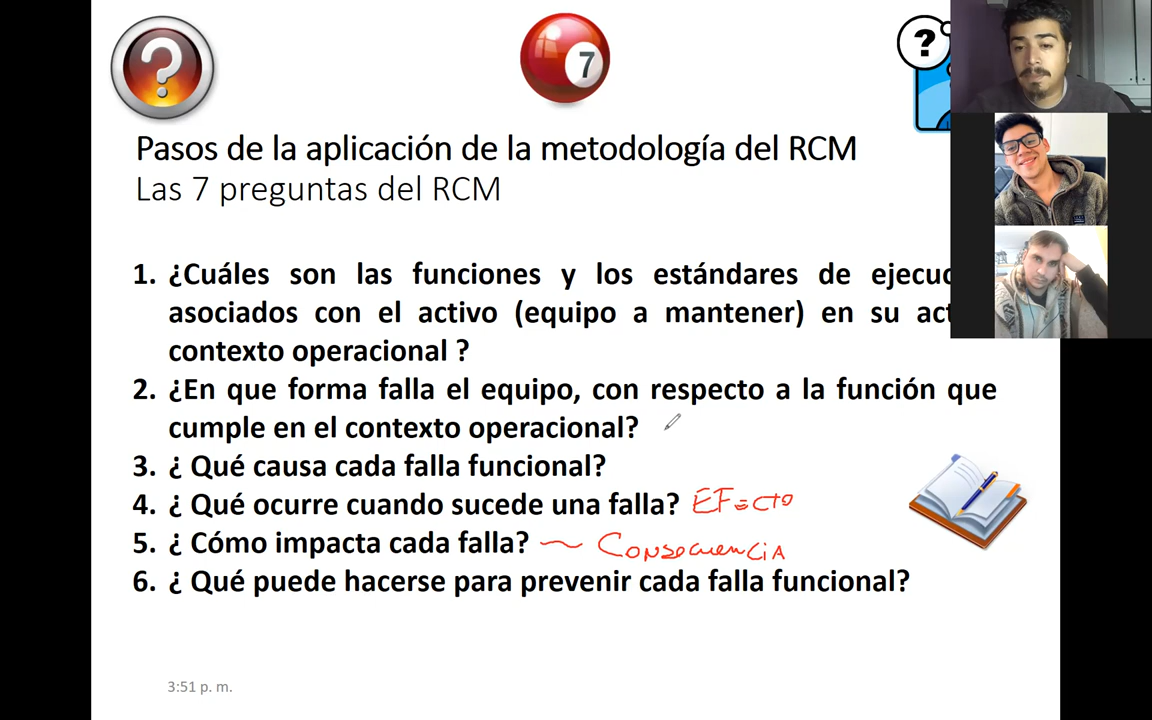 ?
7
?
Pasos de la aplicación de la metodología del RCM
Las 7 preguntas del RCM
1. ¿Cuáles son las funciones y los estándares de
asociados con el activo (equipo a mantener) en su
contexto operacional ?
2. ¿En que forma falla el equipo, con respecto a la función que
cumple en el contexto operacional?
3. ¿ Qué causa cada falla funcional?
4. ¿ Qué ocurre cuando sucede una falla? EFecto
5. ¿ Cómo impacta cada falla? ~ Consecuencia
6. ¿ Qué puede hacerse para prevenir cada falla funcional?
3:51 p. m.